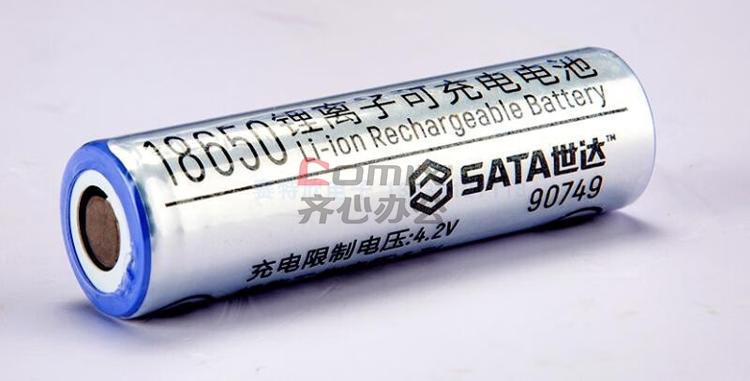 18650锂离子可充电电池
Li-ion Rechargeable Battery
SATA世达™
90749
充电限制电压:4.2V
Comix
齐心办公